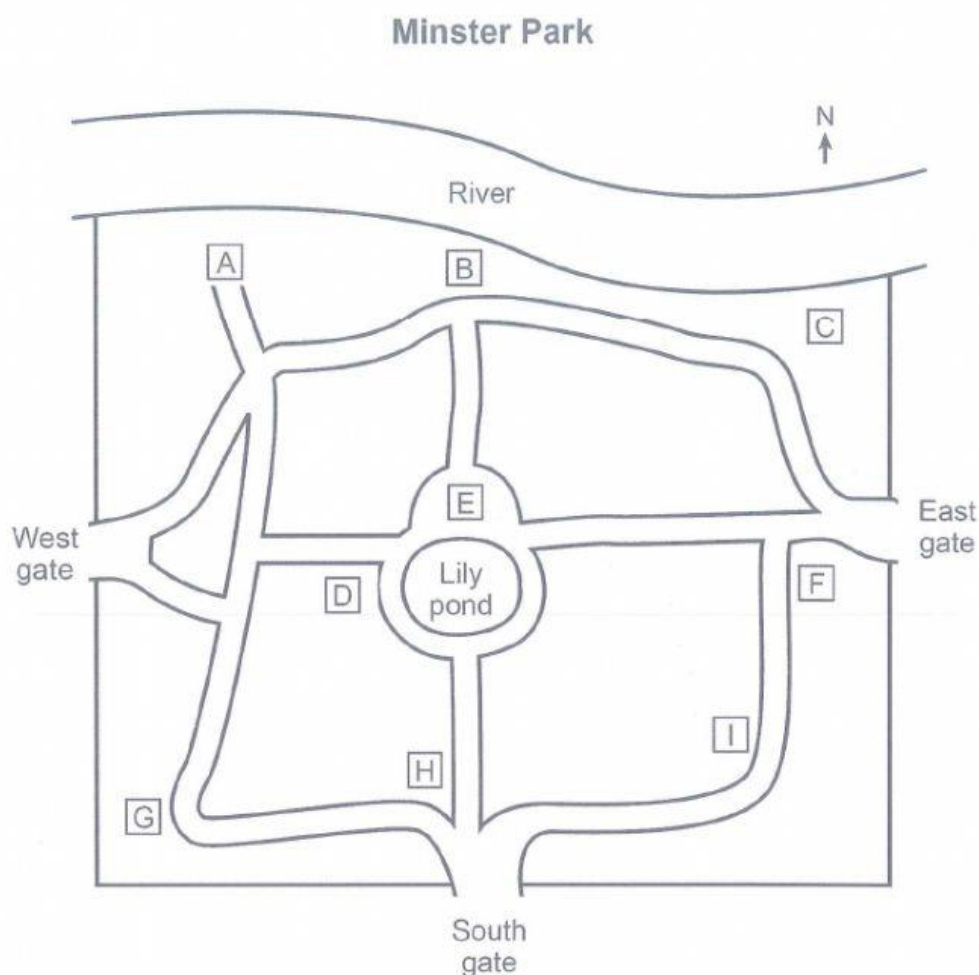 Minster Park
N
River
A
B
C
E
West
gate
East
gate
Lily
pond
D
F
I
H
G
South
gate